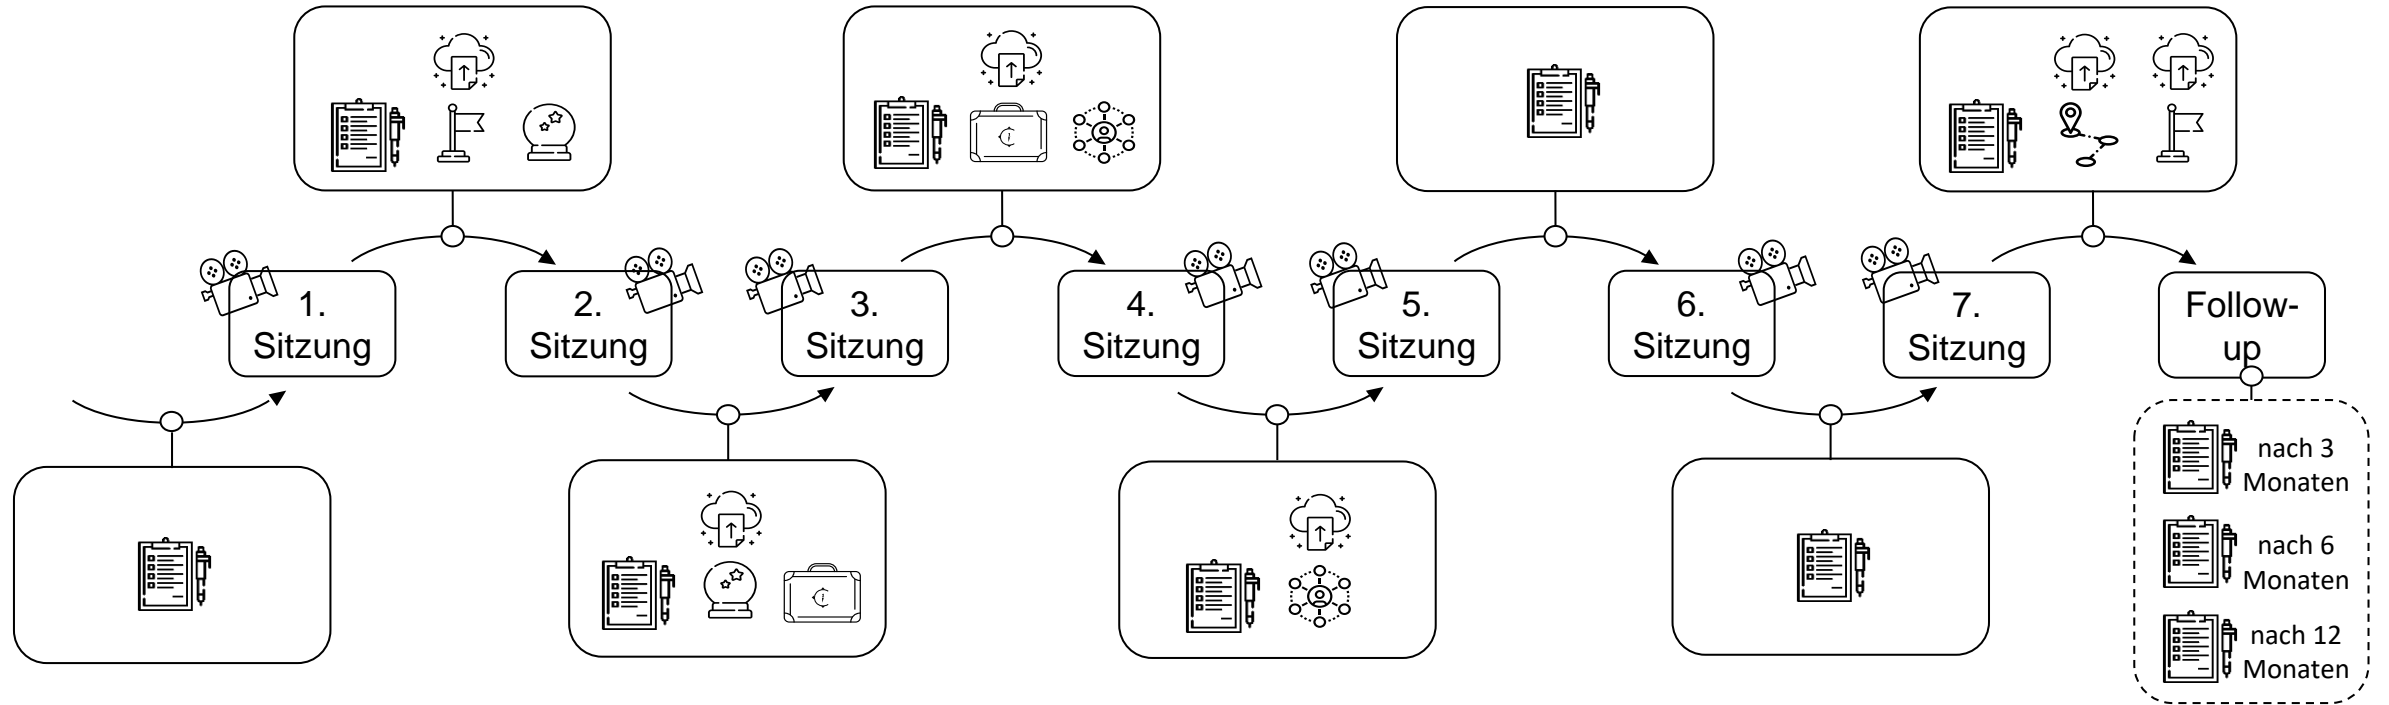 1.
Sitzung
2.
Sitzung
3.
Sitzung
4.
Sitzung
5.
Sitzung
6.
Sitzung
7.
Sitzung
Follow-
up
nach 3
Monaten
nach 6
Monaten
nach 12
Monaten